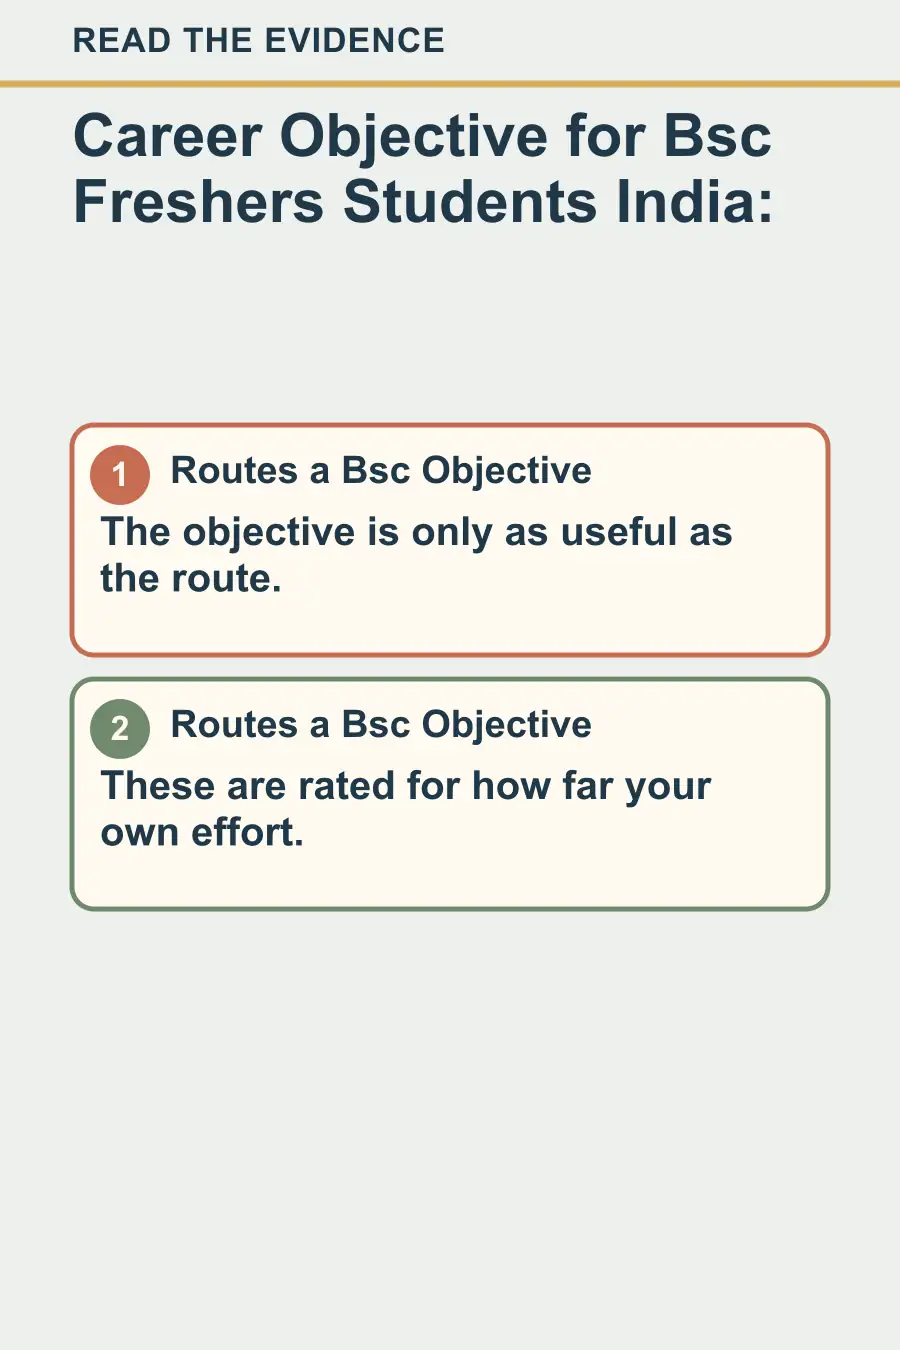 READ THE EVIDENCE
Career Objective for Bsc
Freshers Students India:
1 Routes a Bsc Objective
The objective is only as useful as
the route.
2 Routes a Bsc Objective
These are rated for how far your
own effort.